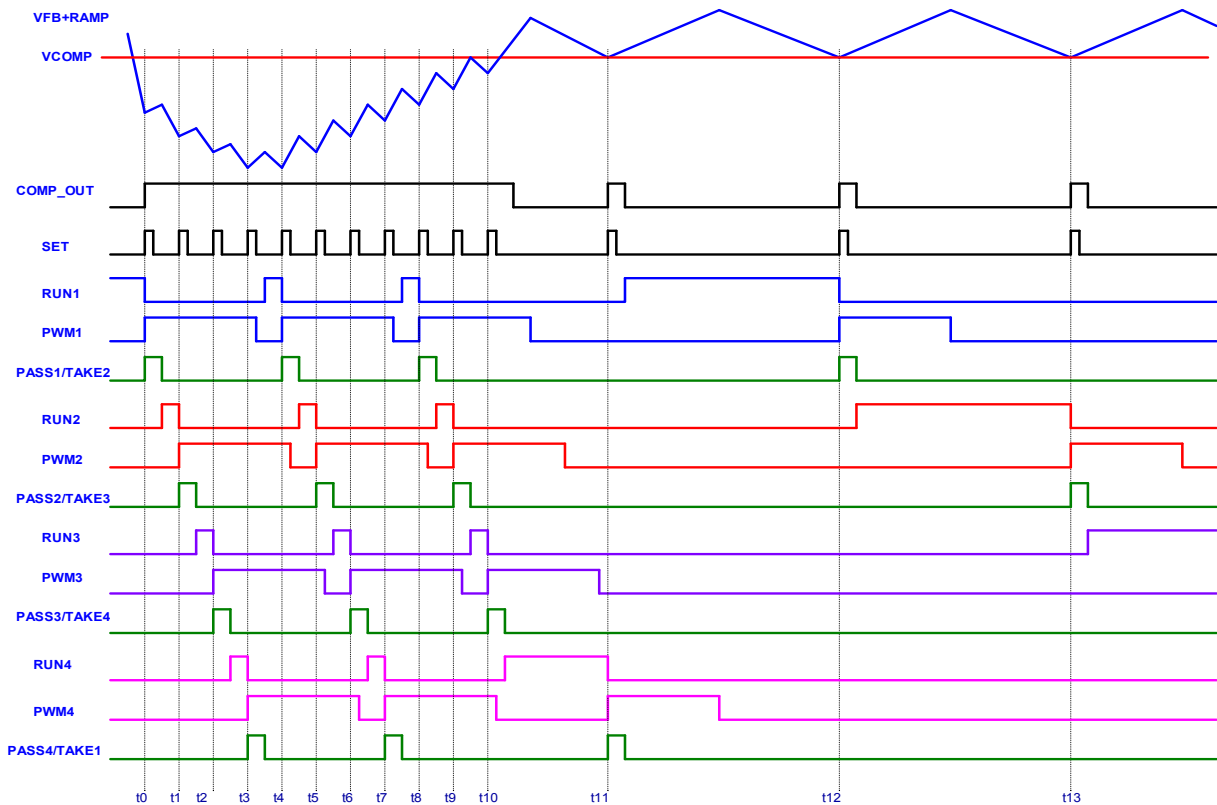 VFB+RAMP
VCOMP
COMP_OUT
SET
RUN1
PWM1
PASS1/TAKE2
RUN2
PWM2
PASS2/TAKE3
RUN3
PWM3
PASS3/TAKE4
RUN4
PWM4
PASS4/TAKE1
t0 t1 t2 t3 t4 t5 t6 t7 t8 t9 t10 t11 t12 t13